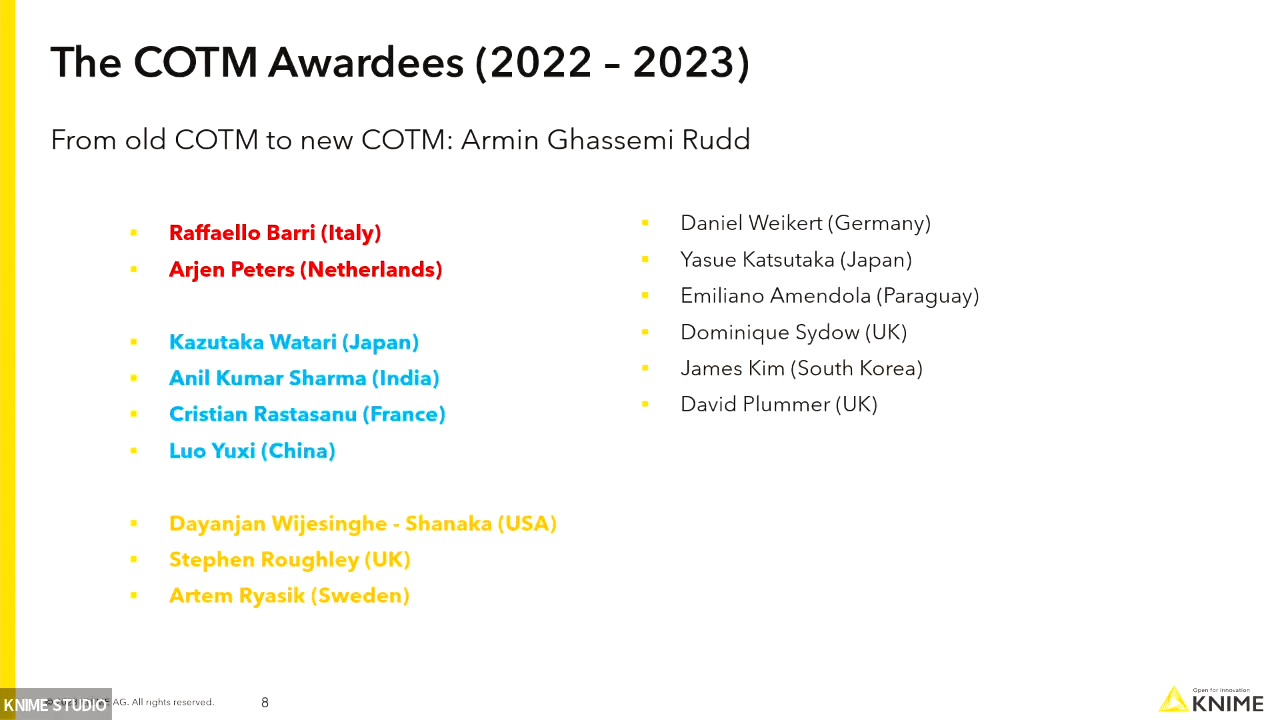 The COTM Awardees (2022 – 2023)
From old COTM to new COTM: Armin Ghassemi Rudd
Raffaello Barri (Italy)
Arjen Peters (Netherlands)
Kazutaka Watari (Japan)
Anil Kumar Sharma (India)
Cristian Rastasanu (France)
Luo Yuxi (China)
Dayanjan Wijesinghe - Shanaka (USA)
Stephen Roughley (UK)
Artem Ryasik (Sweden)
Daniel Weikert (Germany)
Yasue Katsutaka (Japan)
Emiliano Amendola (Paraguay)
Dominique Sydow (UK)
James Kim (South Korea)
David Plummer (UK)
KNIME STUDIO
AG. All rights reserved.
8
Open for Innovation
KNIME